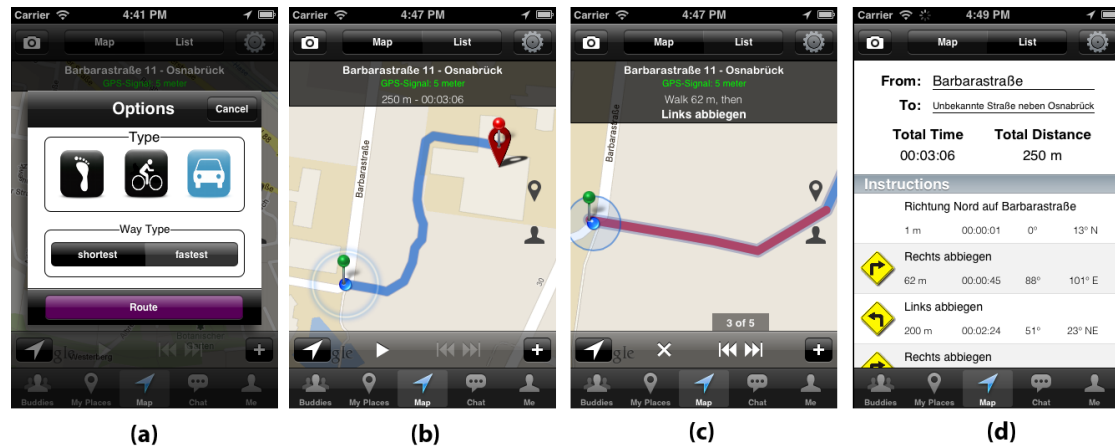 Carrier 4:41 PM
Map List
Barbarastraße 11 - Osnabrück
GPS-Signal: 5 meter
Options Cancel
Type
Way Type
shortest fastest
Route
Westerberg
Buddies My Places Map Chat Me
(a)
Carrier 4:47 PM
Map List
Barbarastraße 11 - Osnabrück
GPS-Signal: 5 meter
250 m - 00:03:06
Barbarastraße
Barbarastraße
30
Buddies My Places Map Chat Me
(b)
Carrier 4:47 PM
Map List
Barbarastraße 11 - Osnabrück
GPS-Signal: 5 meter
Walk 62 m, then
Links abbiegen
Barbarastraße
3 of 5
Buddies My Places Map Chat Me
(c)
Carrier 4:49 PM
Map List
From: Barbarastraße
To: Unbekannte Straße neben Osnabrück
Total Time Total Distance
00:03:06 250 m
Instructions
Richtung Nord auf Barbarastraße
1 m 00:00:01 0° 13° N
Rechts abbiegen
62 m 00:00:45 88° 101° E
Links abbiegen
200 m 00:02:24 51° 23° NE
Rechts abbiegen
Buddies My Places Map Chat Me
(d)